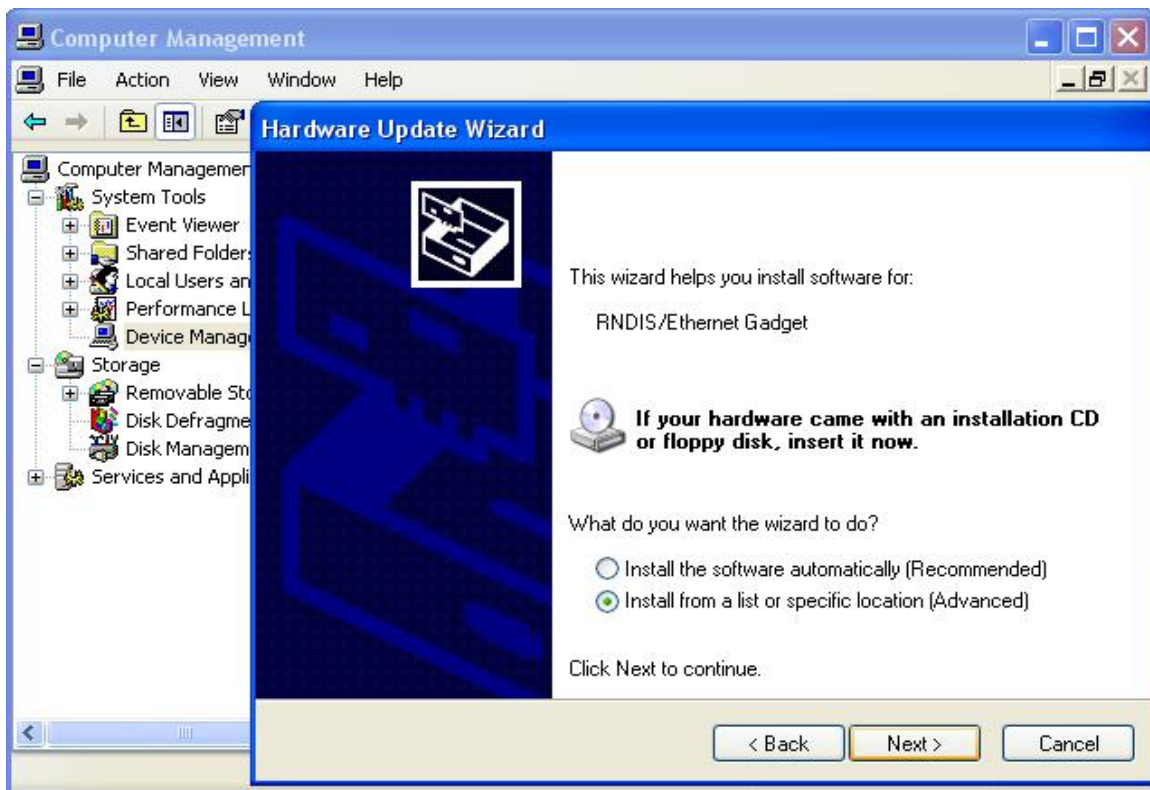 Computer Management
File Action View Window Help
Hardware Update Wizard
Computer Managemen
System Tools
Event Viewer
Shared Folder
Local Users an
Performance L
Device Manag
Storage
Removable Sto
Disk Defragme
Disk Managem
Services and Appli
This wizard helps you install software for:
RNDIS/Ethernet Gadget
If your hardware came with an installation CD
or floppy disk, insert it now.
What do you want the wizard to do?
Install the software automatically (Recommended)
Install from a list or specific location (Advanced)
Click Next to continue.
< Back Next > Cancel